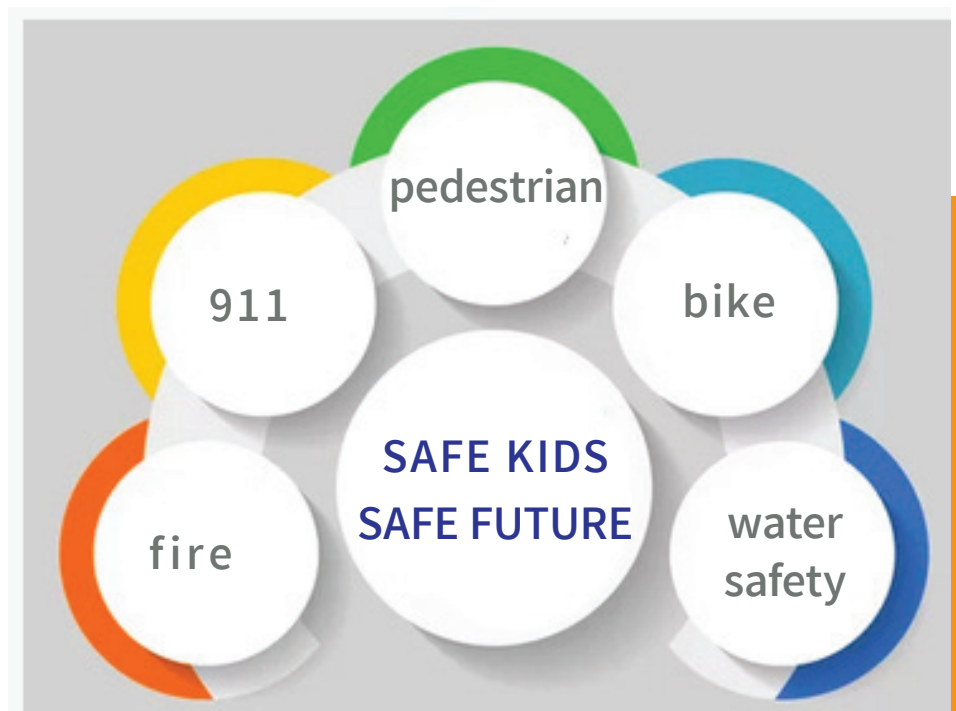 pedestrian
911
bike
SAFE KIDS
SAFE FUTURE
fire
water
safety